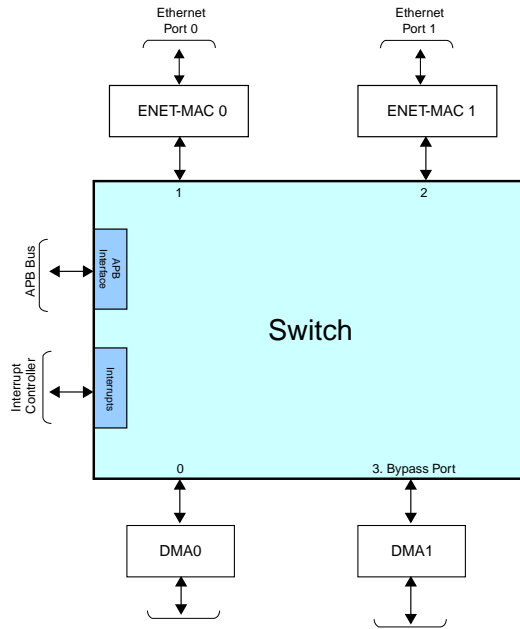 Ethernet
Port 0
Ethernet
Port 1
ENET-MAC 0
ENET-MAC 1
1
2
APB Bus
APB
Interface
Switch
Interrupt
Controller
Interrupts
0
3. Bypass Port
DMA0
DMA1